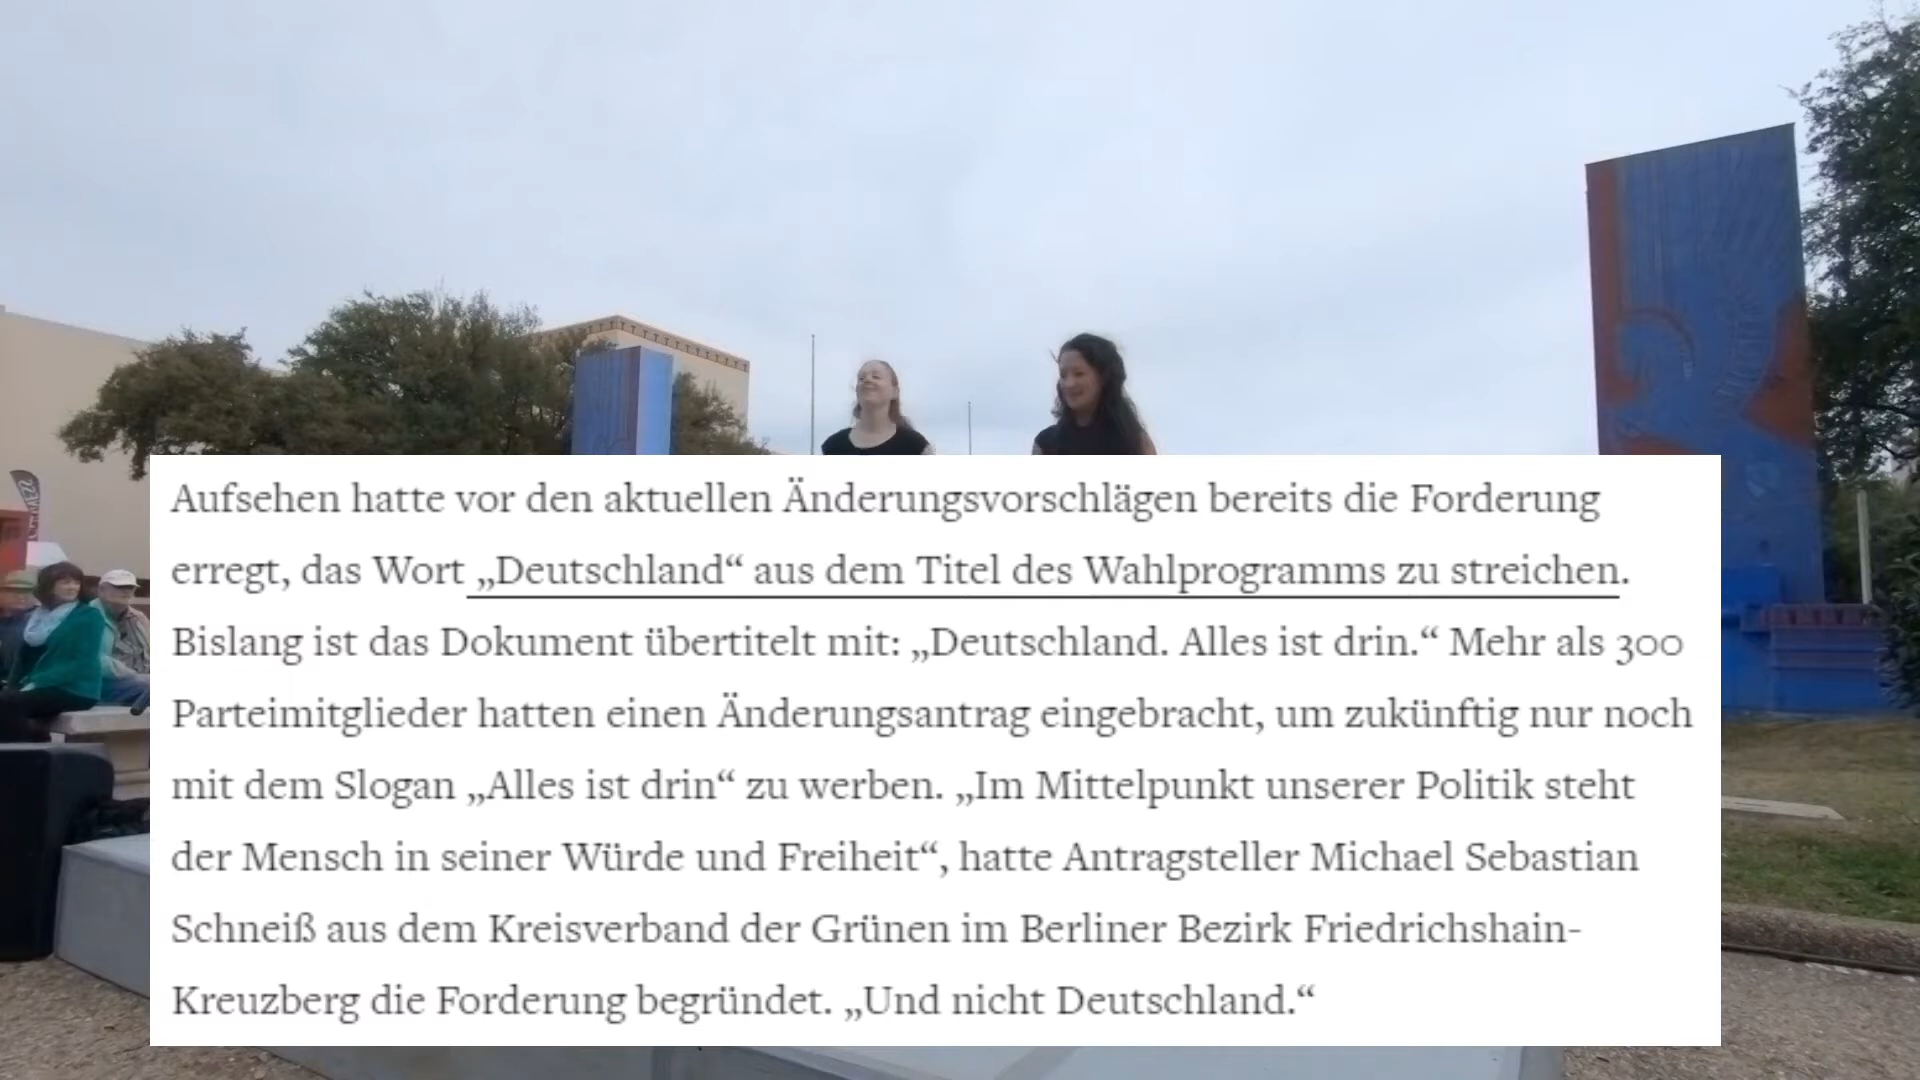 Aufsehen hatte vor den aktuellen Änderungsvorschlägen bereits die Forderung
erregt, das Wort „Deutschland“ aus dem Titel des Wahlprogramms zu streichen.
Bislang ist das Dokument übertitelt mit: „Deutschland. Alles ist drin.“ Mehr als 300
Parteimitglieder hatten einen Änderungsantrag eingebracht, um zukünftig nur noch
mit dem Slogan „Alles ist drin“ zu werben. „Im Mittelpunkt unserer Politik steht
der Mensch in seiner Würde und Freiheit“, hatte Antragsteller Michael Sebastian
Schneiß aus dem Kreisverband der Grünen im Berliner Bezirk Friedrichshain-
Kreuzberg die Forderung begründet. „Und nicht Deutschland.“